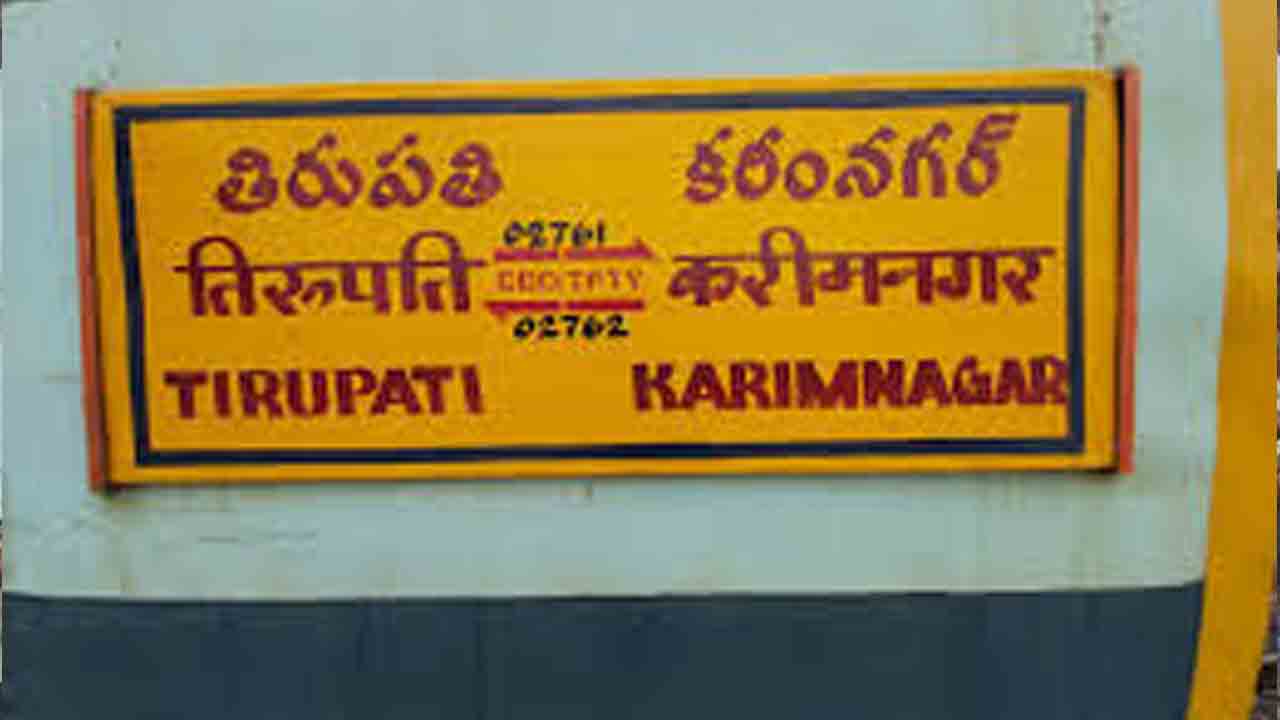 తిరుపతి కరీంనగర్
02761
तिरुपति करीमनगर
02762
TIRUPATI KARIMNAGAR